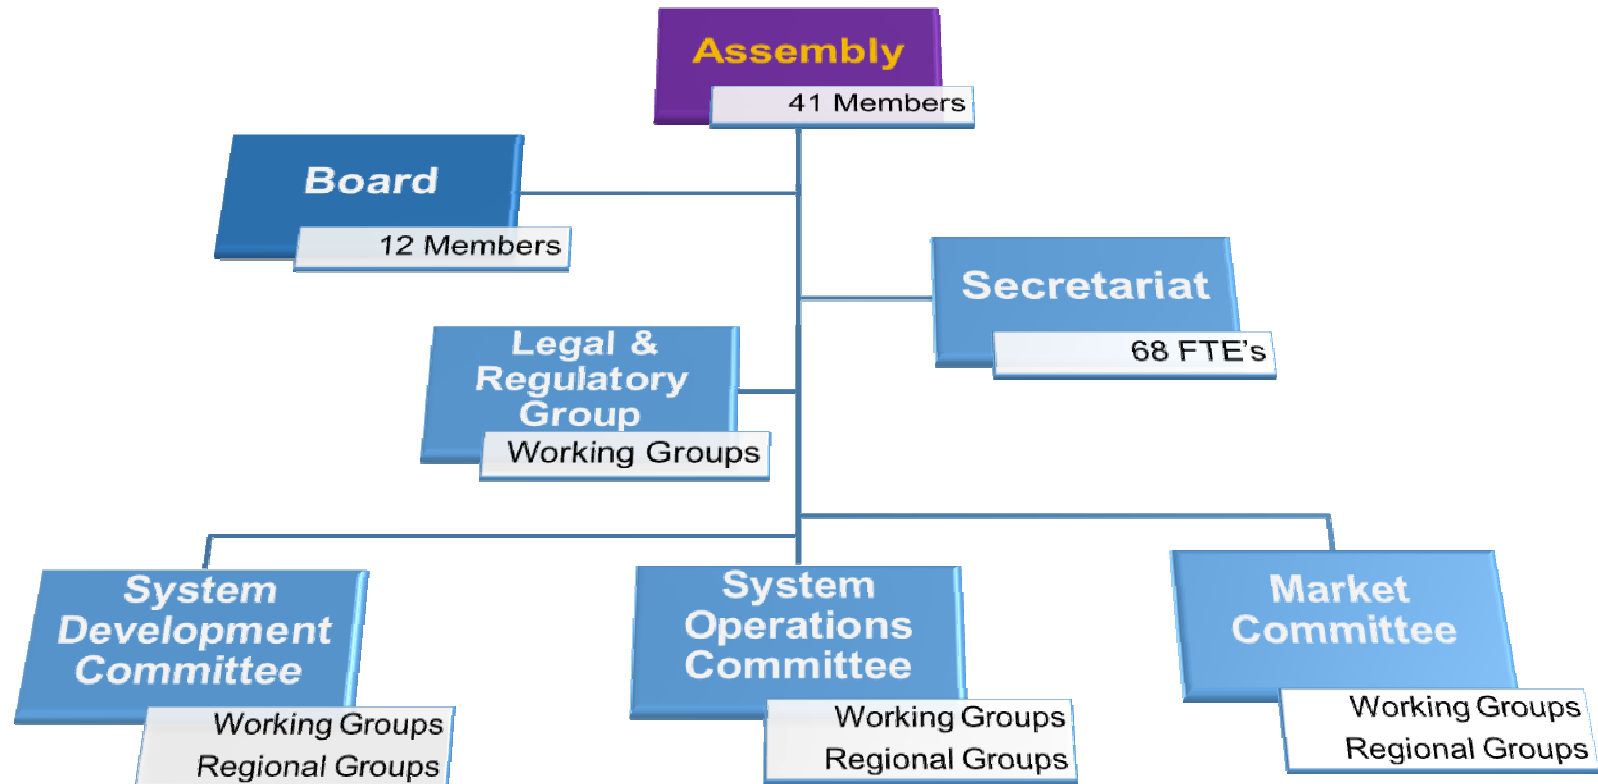 Assembly
41 Members
Board
12 Members
Secretariat
68 FTE's
Legal &
Regulatory
Group
Working Groups
System
Development
Committee
Working Groups
Regional Groups
System
Operations
Committee
Working Groups
Regional Groups
Market
Committee
Working Groups
Regional Groups